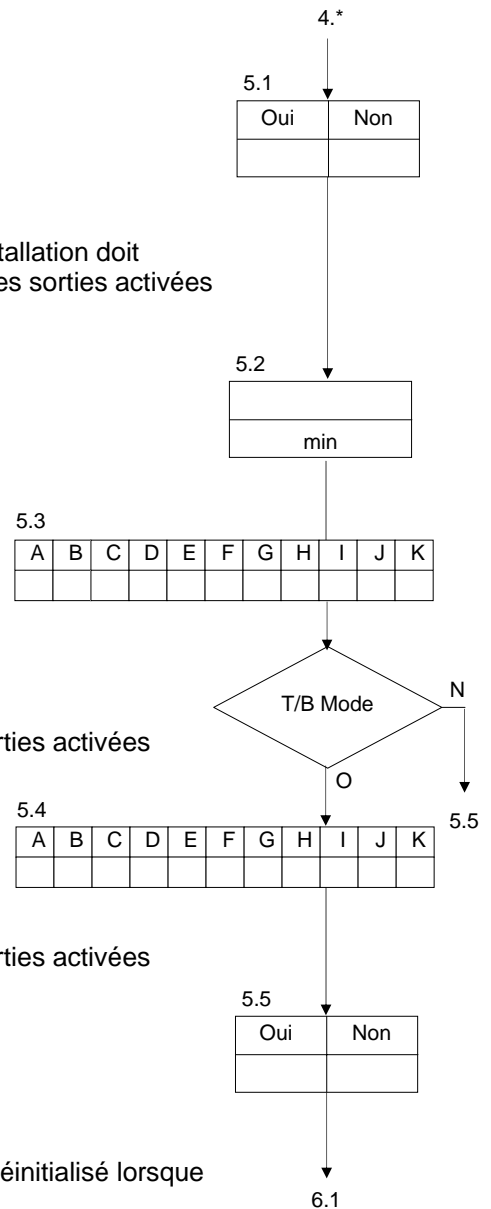 4.*
5.1
Oui Non
tallation doit
es sorties activées
5.2
min
5.3
A B C D E F G H I J K
T/B Mode
N
rties activées
O
5.5
5.4
A B C D E F G H I J K
rties activées
5.5
Oui Non
éinitialisé lorsque
6.1